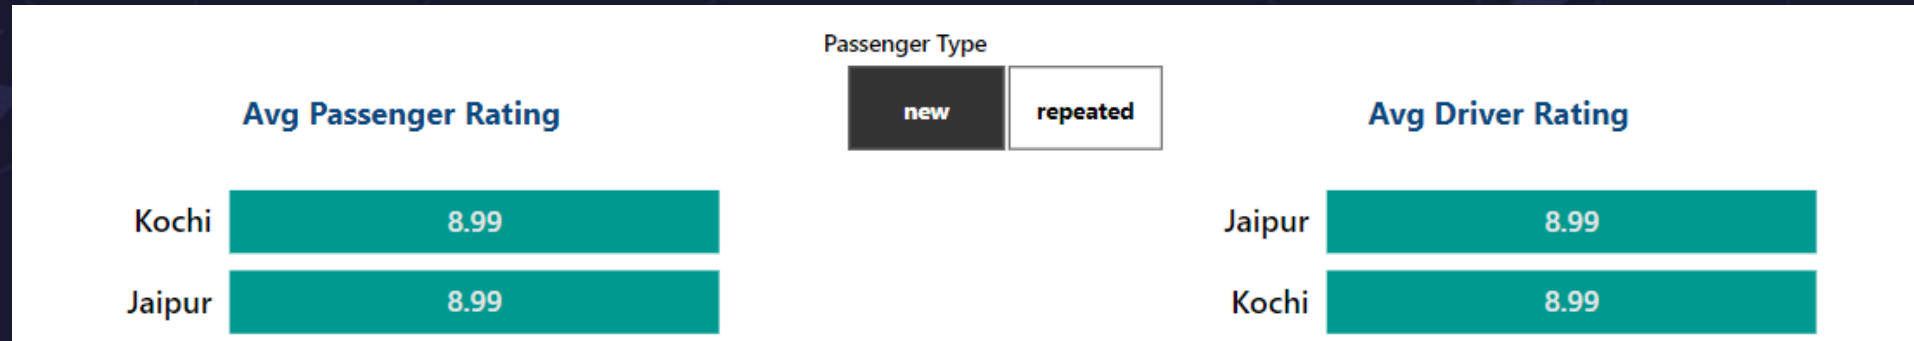 Passenger Type
new repeated
Avg Passenger Rating
Kochi 8.99
Jaipur 8.99
Avg Driver Rating
Jaipur 8.99
Kochi 8.99